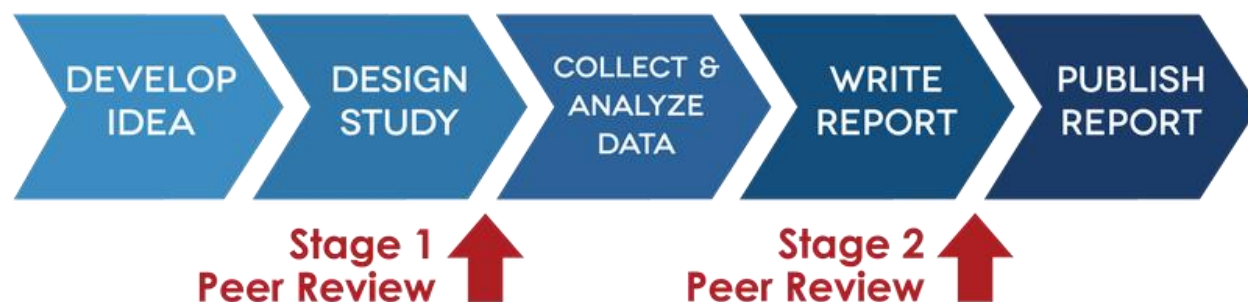 DEVELOP
IDEA
DESIGN
STUDY
COLLECT &
ANALYZE
DATA
WRITE
REPORT
PUBLISH
REPORT
Stage 1
Peer Review
Stage 2
Peer Review